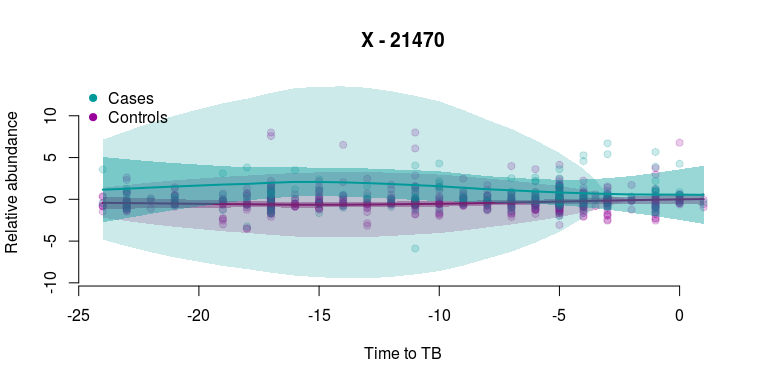 X - 21470
Cases
Controls
Relative abundance
10
5
0
-5
-10
-25
-20
-15
-10
-5
0
Time to TB